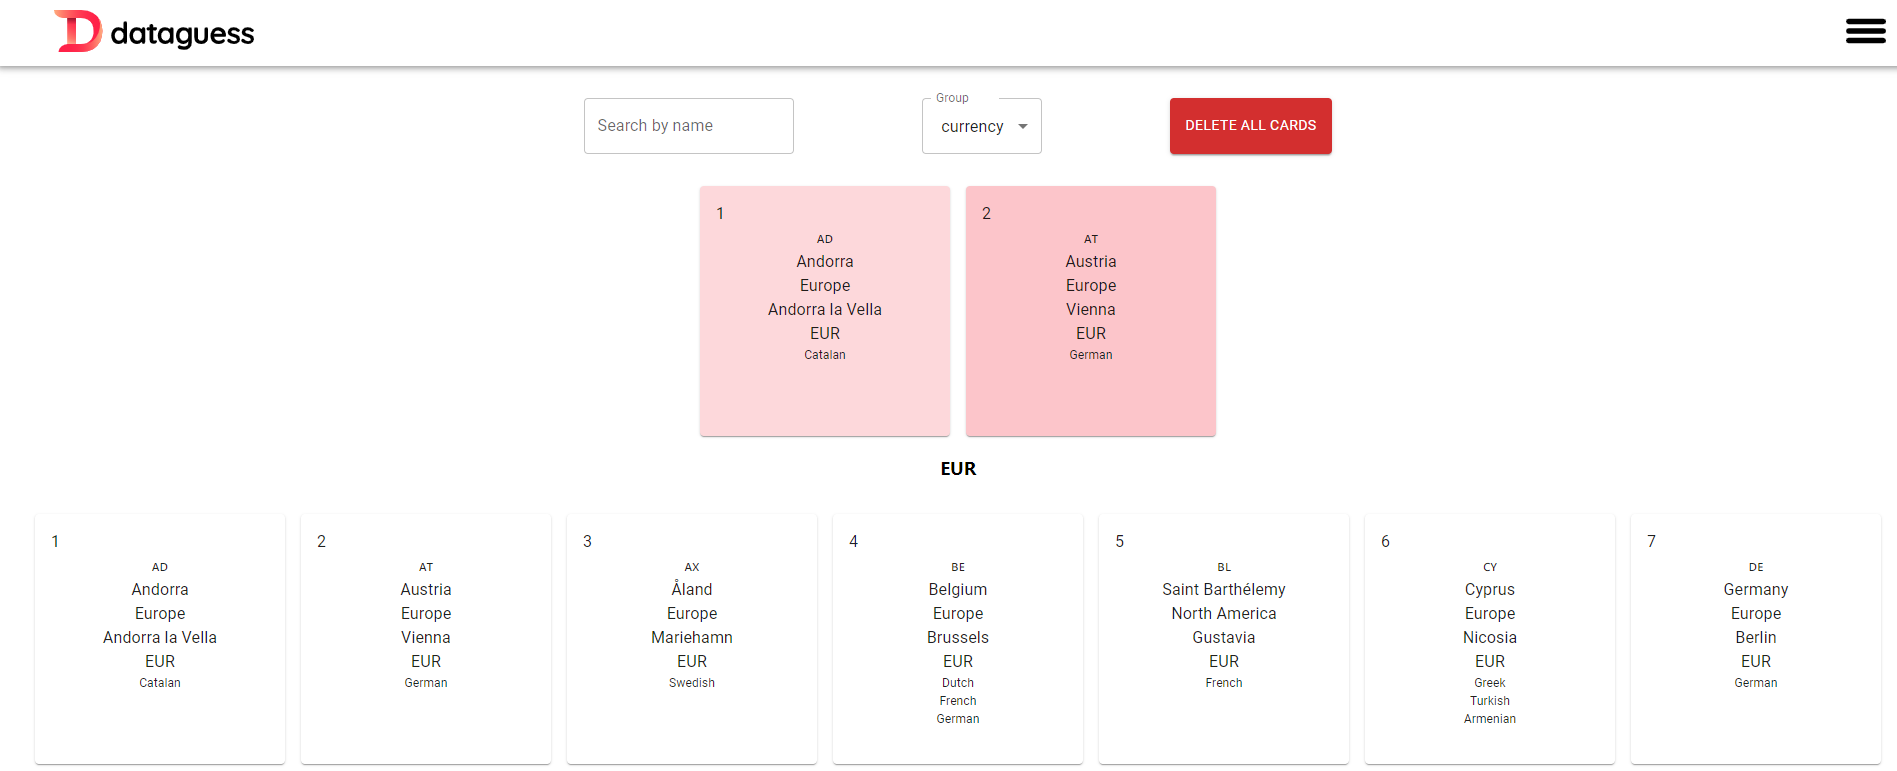 dataguess
Search by name
Group
currency
DELETE ALL CARDS
1
AD
Andorra
Europe
Andorra la Vella
EUR
Catalan
2
AT
Austria
Europe
Vienna
EUR
German
EUR
1
AD
Andorra
Europe
Andorra la Vella
EUR
Catalan
2
AT
Austria
Europe
Vienna
EUR
German
3
AX
Åland
Europe
Mariehamn
EUR
Swedish
4
BE
Belgium
Europe
Brussels
EUR
Dutch
French
German
5
BL
Saint Barthélemy
North America
Gustavia
EUR
French
6
CY
Cyprus
Europe
Nicosia
EUR
Greek
Turkish
Armenian
7
DE
Germany
Europe
Berlin
EUR
German